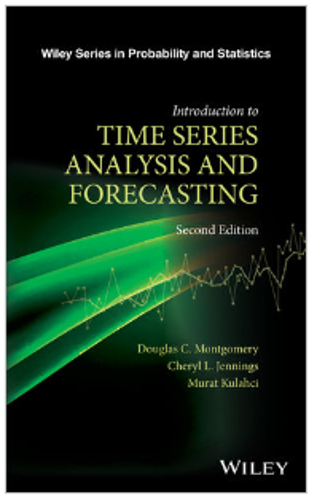 Wiley Series in Probability and Statistics
Introduction to
TIME SERIES
ANALYSIS AND
FORECASTING
Second Edition
Douglas C. Montgomery
Cheryl L. Jennings
Murat Kulahci
WILEY